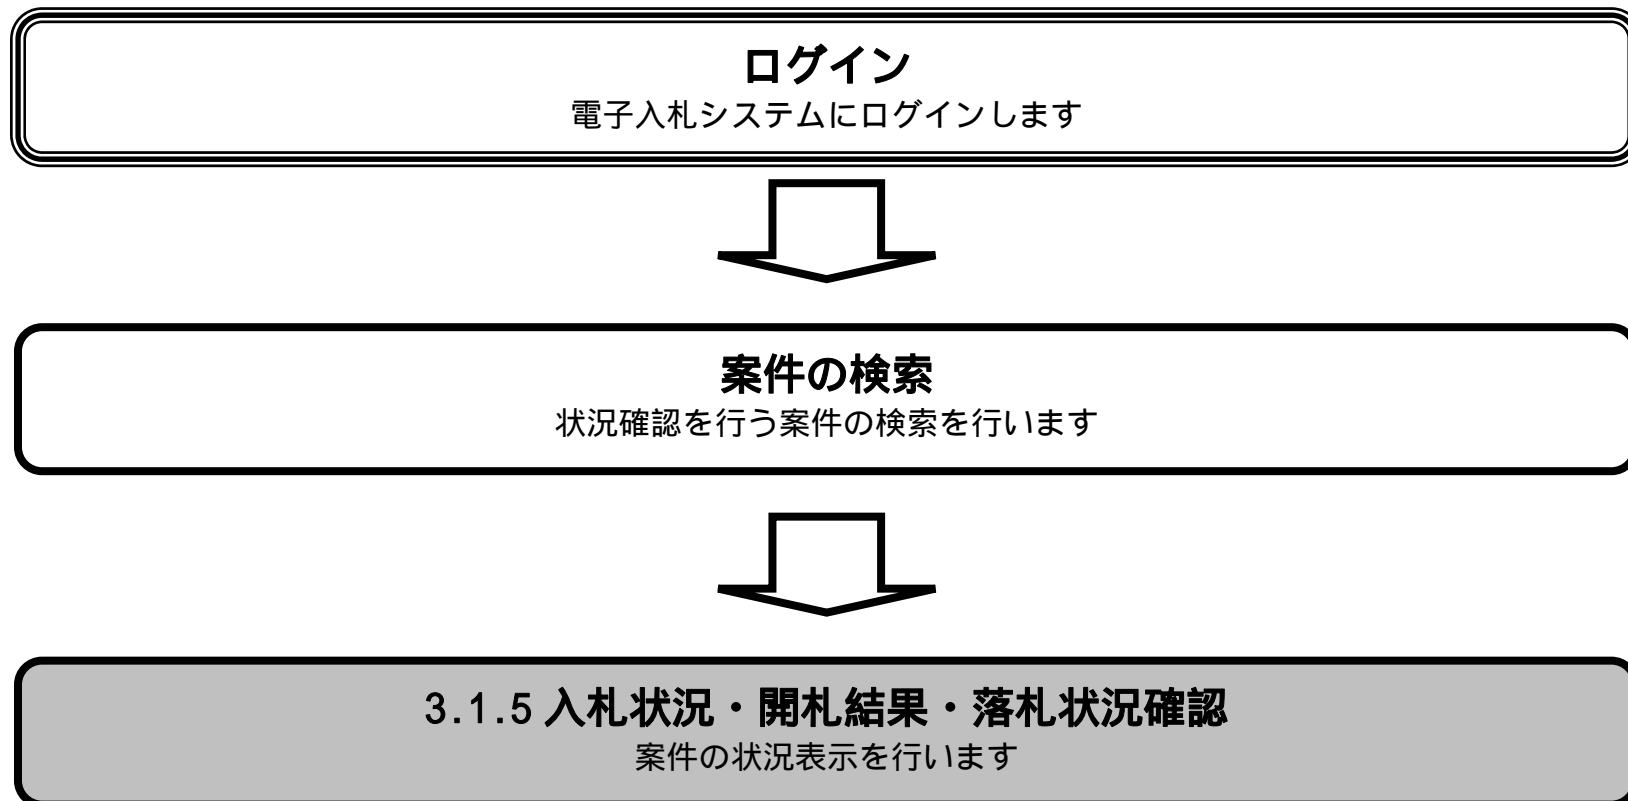 ログイン
電子入札システムにログインします
案件の検索
状況確認を行う案件の検索を行います
3.1.5 入札状況・開札結果・落札状況確認
案件の状況表示を行います